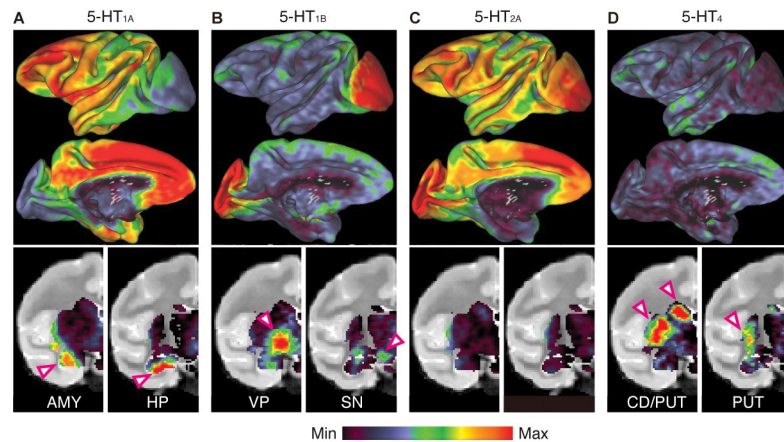 A 5-HT1A B 5-HT1B C 5-HT2A D 5-HT4
AMY HP VP SN CD/PUT PUT
Min Max